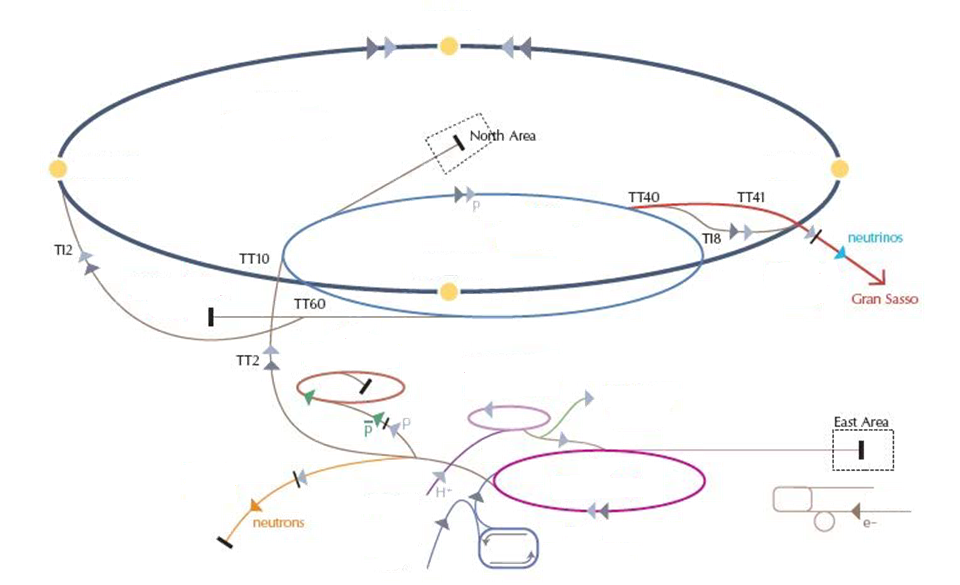 North Area
p
TT40
TT41
TI8
neutrinos
TI2
TT10
Gran Sasso
TT60
TT2
p̅
p
East Area
H⁻
neutrons
e-